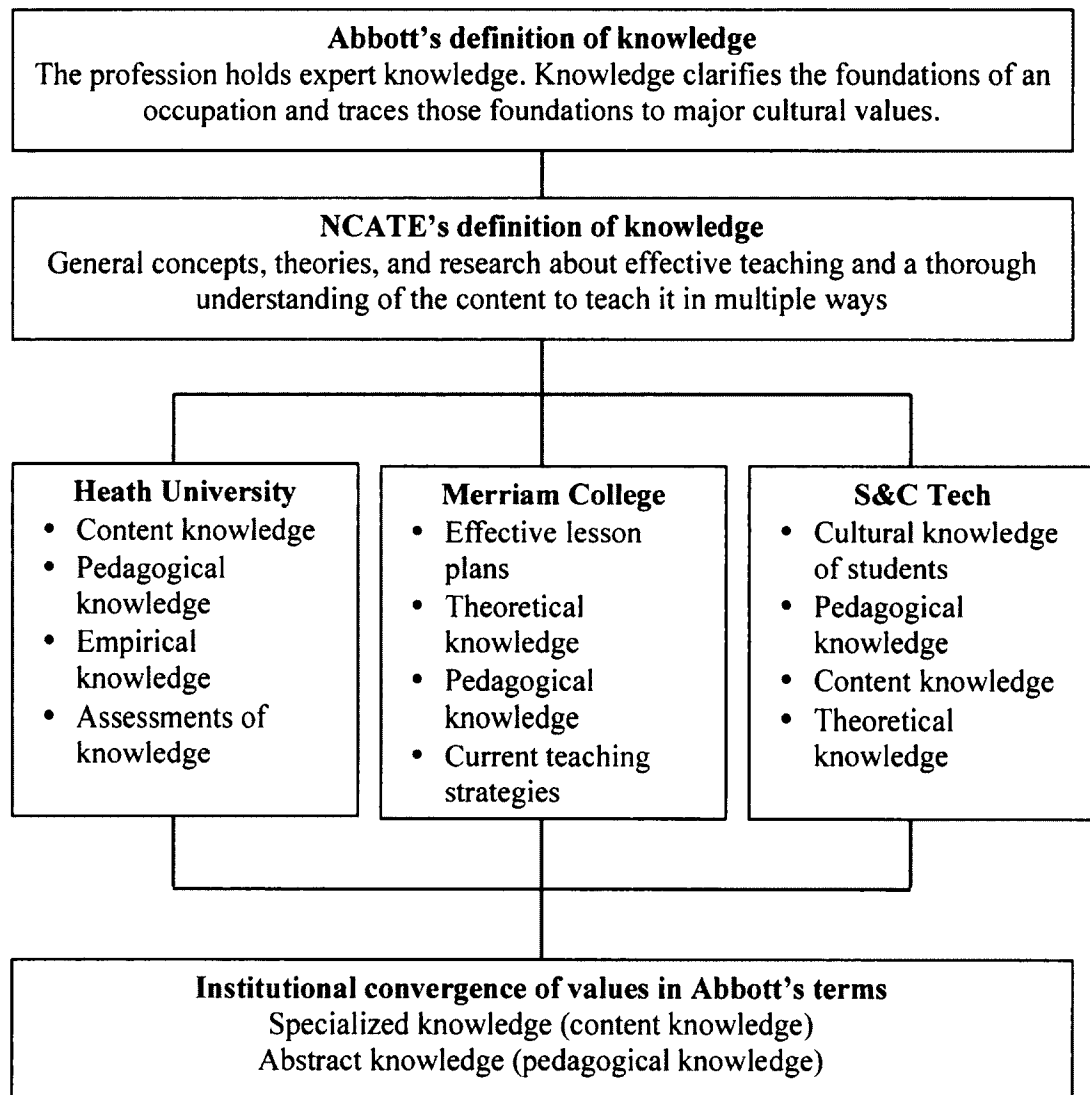 Abbott's definition of knowledge
The profession holds expert knowledge. Knowledge clarifies the foundations of an
occupation and traces those foundations to major cultural values.
NCATE's definition of knowledge
General concepts, theories, and research about effective teaching and a thorough
understanding of the content to teach it in multiple ways
Heath University
• Content knowledge
• Pedagogical
knowledge
• Empirical
knowledge
• Assessments of
knowledge
Merriam College
• Effective lesson
plans
• Theoretical
knowledge
• Pedagogical
knowledge
• Current teaching
strategies
S&C Tech
• Cultural knowledge
of students
• Pedagogical
knowledge
• Content knowledge
• Theoretical
knowledge
Institutional convergence of values in Abbott's terms
Specialized knowledge (content knowledge)
Abstract knowledge (pedagogical knowledge)